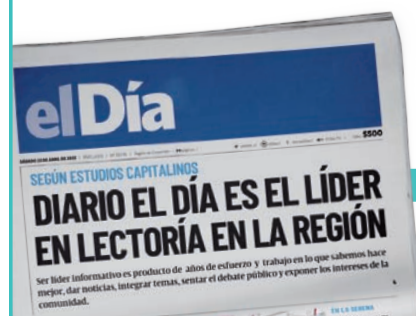 elDía
$500
SEGÚN ESTUDIOS CAPITALINOS
DIARIO EL DÍA ES EL LÍDER
EN LECTORÍA EN LA REGIÓN
Ser líder informativo es producto de años de esfuerzo y trabajo en lo que sabemos hace
mejor, dar noticias, integrar temas, sentar el debate público y exponer los intereses de la
comunidad.
EN LA SERENA